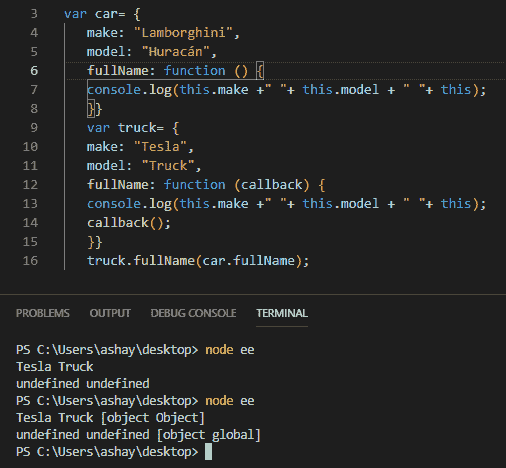 3 var car= {
4 make: "Lamborghini",
5 model: "Huracán",
6 fullName: function () {
7 console.log(this.make +" "+ this.model + " "+ this);
8 }}
9 var truck= {
10 make: "Tesla",
11 model: "Truck",
12 fullName: function (callback) {
13 console.log(this.make +" "+ this.model + " "+ this);
14 callback();
15 }}
16 truck.fullName(car.fullName);
PROBLEMS OUTPUT DEBUG CONSOLE TERMINAL
PS C:\Users\ashay\desktop> node ee
Tesla Truck
undefined undefined
PS C:\Users\ashay\desktop> node ee
Tesla Truck [object Object]
undefined undefined [object global]
PS C:\Users\ashay\desktop>